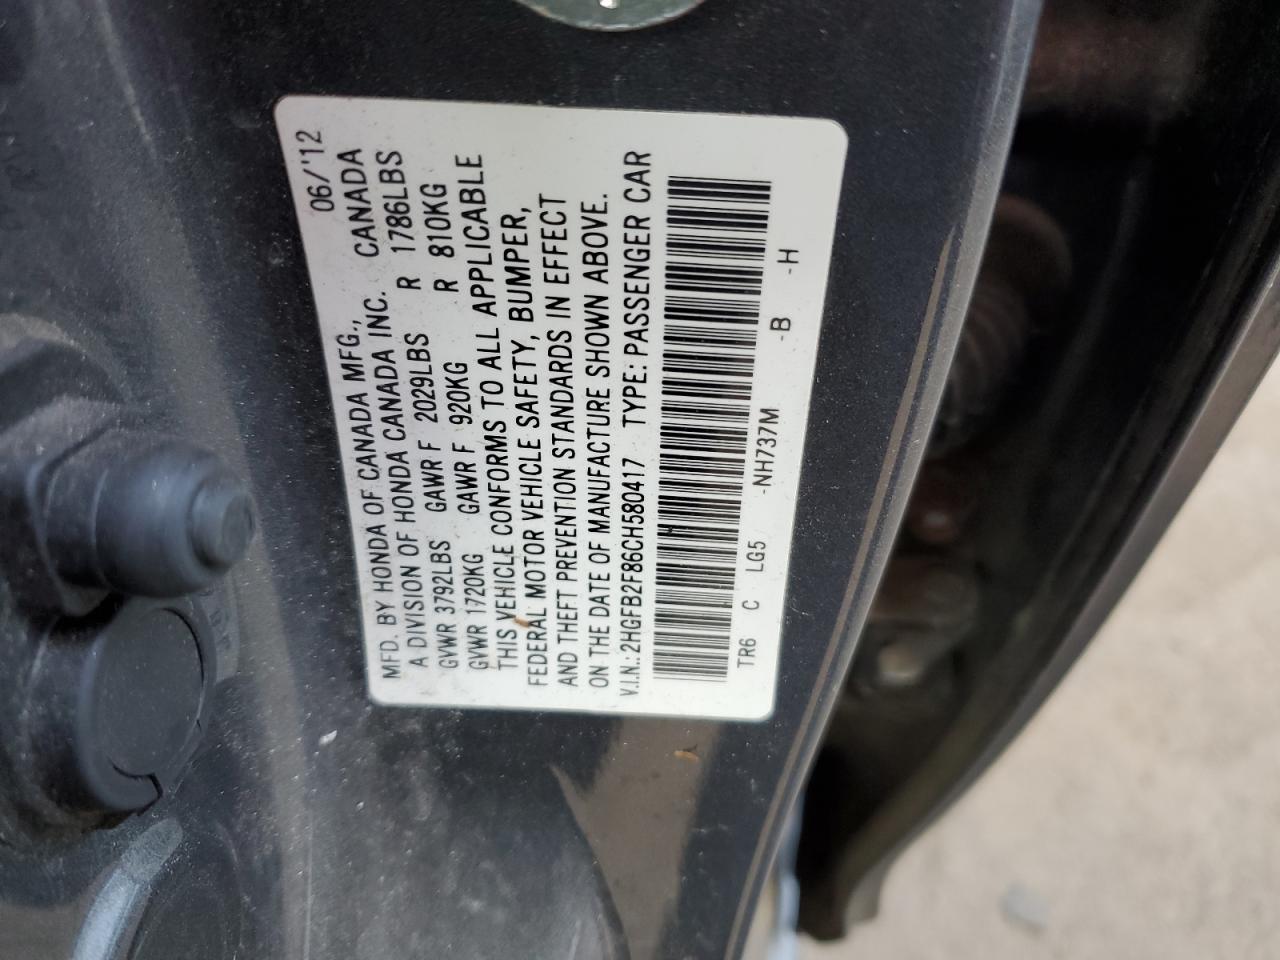 06/'12
MFD. BY HONDA OF CANADA MFG., CANADA
A DIVISION OF HONDA CANADA INC.
GVWR 3792LBS GAWR F 2029LBS R 1786LBS
GVWR 1720KG GAWR F 920KG R 810KG
THIS VEHICLE CONFORMS TO ALL APPLICABLE
FEDERAL MOTOR VEHICLE SAFETY, BUMPER,
AND THEFT PREVENTION STANDARDS IN EFFECT
ON THE DATE OF MANUFACTURE SHOWN ABOVE.
V.I.N.: 2HGFB2F86CH580417 TYPE: PASSENGER CAR
TR6 C LG5 -NH737M -B -H